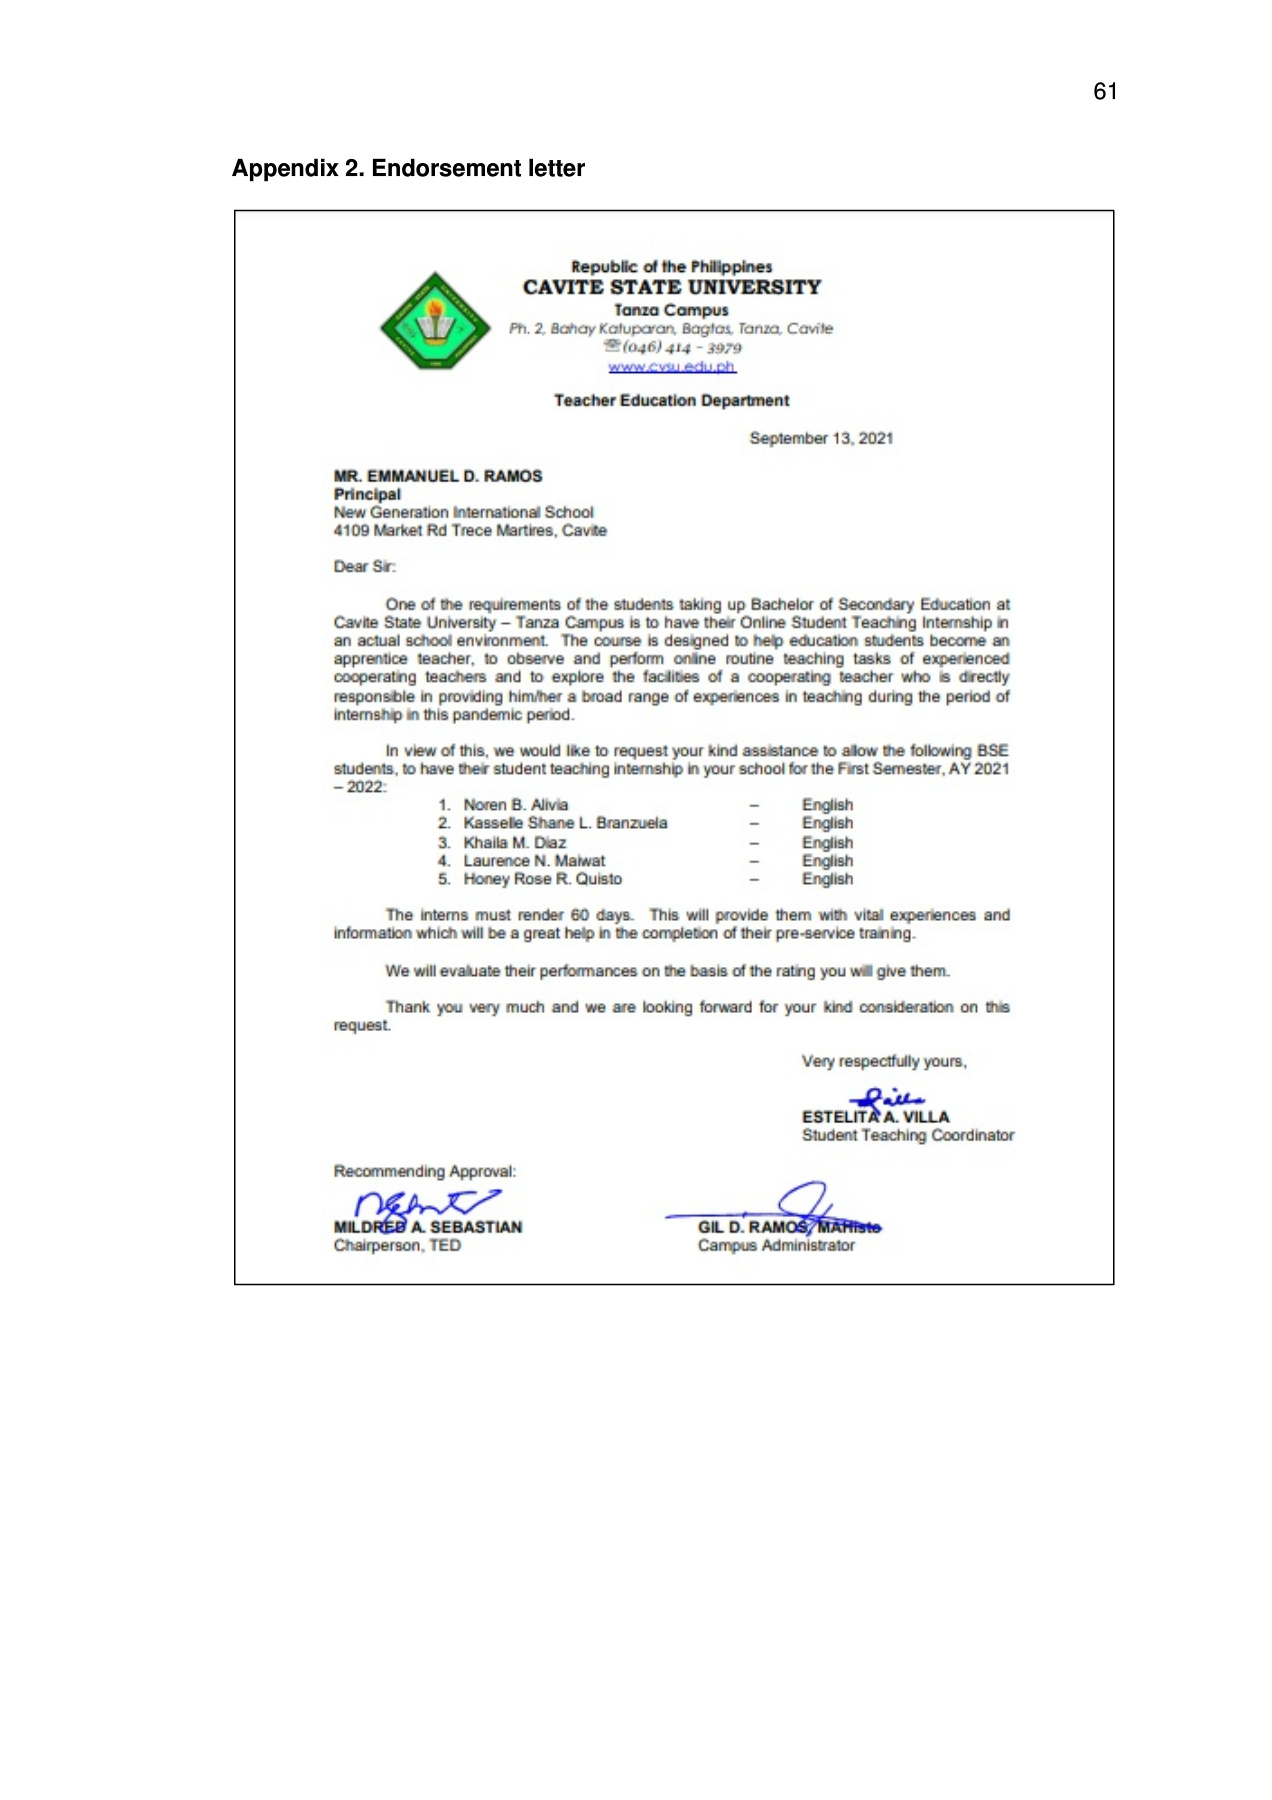 61
Appendix 2. Endorsement letter
Republic of the Philippines
CAVITE STATE UNIVERSITY
Tanza Campus
Ph. 2, Bahay Katuparan, Bagtas, Tanza, Cavite
☏(046) 414 – 3979
www.cvsu.edu.ph
Teacher Education Department
September 13, 2021
MR. EMMANUEL D. RAMOS
Principal
New Generation International School
4109 Market Rd Trece Martires, Cavite
Dear Sir:
One of the requirements of the students taking up Bachelor of Secondary Education at
Cavite State University – Tanza Campus is to have their Online Student Teaching Internship in
an actual school environment. The course is designed to help education students become an
apprentice teacher, to observe and perform online routine teaching tasks of experienced
cooperating teachers and to explore the facilities of a cooperating teacher who is directly
responsible in providing him/her a broad range of experiences in teaching during the period of
internship in this pandemic period.
In view of this, we would like to request your kind assistance to allow the following BSE
students, to have their student teaching internship in your school for the First Semester, AY 2021
– 2022:
1. Noren B. Alivia – English
2. Kasselle Shane L. Branzuela – English
3. Khaila M. Diaz – English
4. Laurence N. Maiwat – English
5. Honey Rose R. Quisto – English
The interns must render 60 days. This will provide them with vital experiences and
information which will be a great help in the completion of their pre-service training.
We will evaluate their performances on the basis of the rating you will give them.
Thank you very much and we are looking forward for your kind consideration on this
request.
Very respectfully yours,
ESTELITA A. VILLA
Student Teaching Coordinator
Recommending Approval:
MILDRED A. SEBASTIAN GIL D. RAMOS, MAHisto
Chairperson, TED Campus Administrator